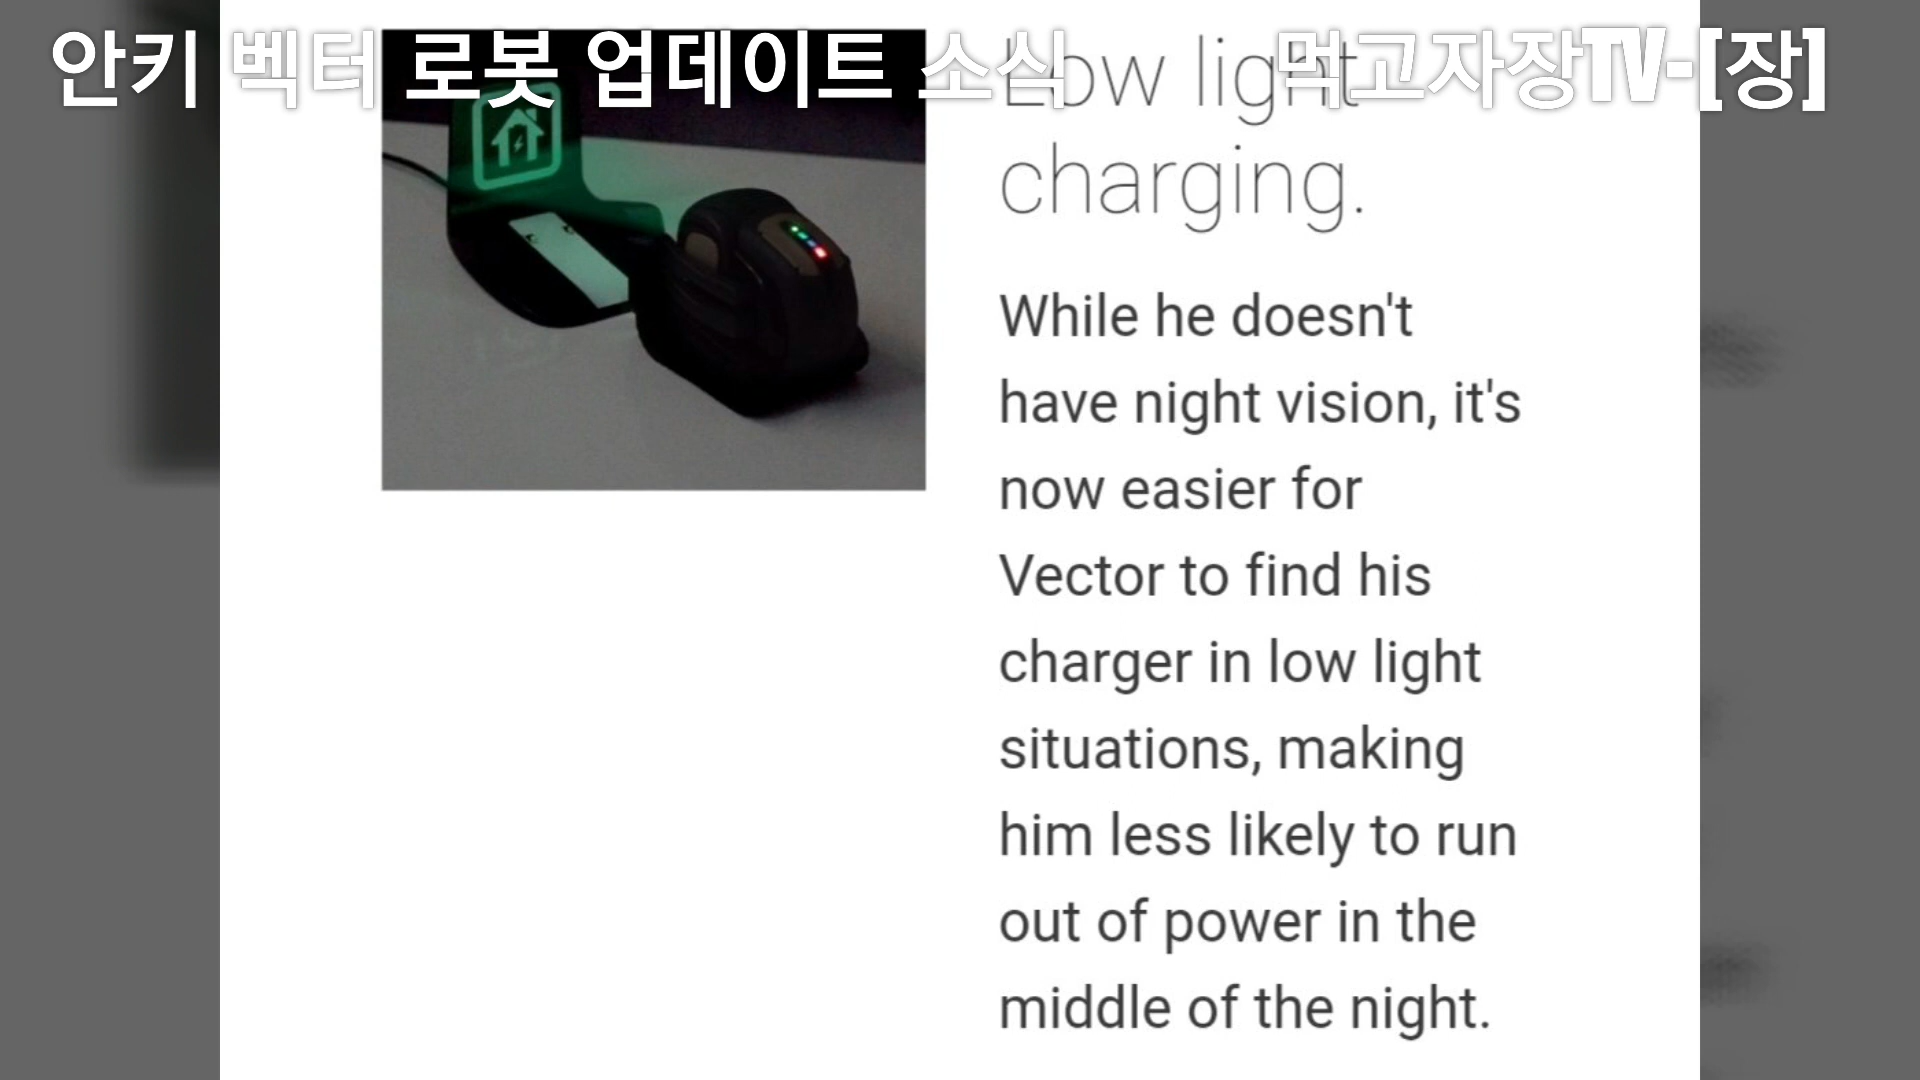 안키 벡터 로봇 업데이트 소식
먹고자장TV-[장]
Low light
charging.
While he doesn't
have night vision, it's
now easier for
Vector to find his
charger in low light
situations, making
him less likely to run
out of power in the
middle of the night.